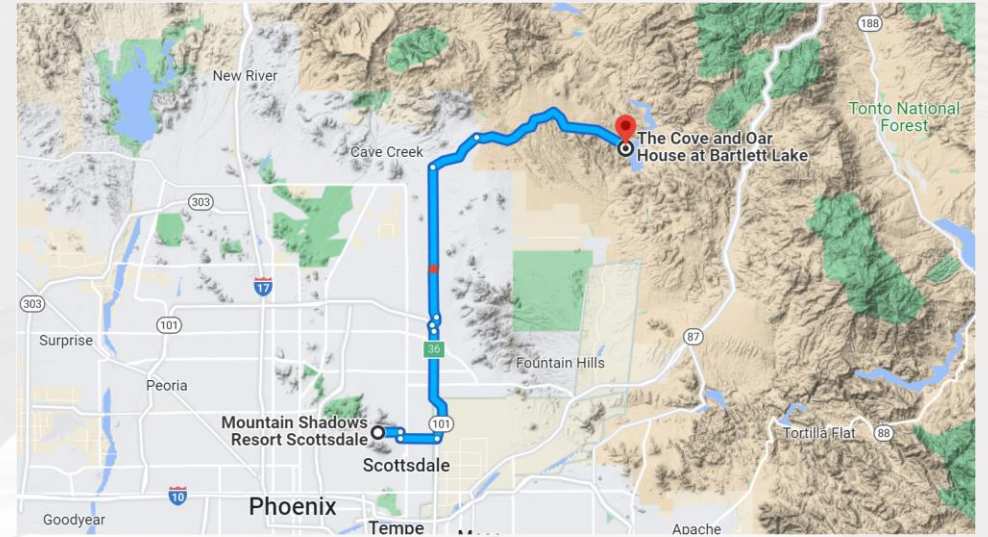 188
New River
Tonto National
Forest
The Cove and Oar
House at Bartlett Lake
Cave Creek
303
17
303
101
87
Surprise
36
Fountain Hills
Peoria
Mountain Shadows
Resort Scottsdale
101
Tortilla Flat
88
Scottsdale
10
Phoenix
Goodyear
Tempe
Apache